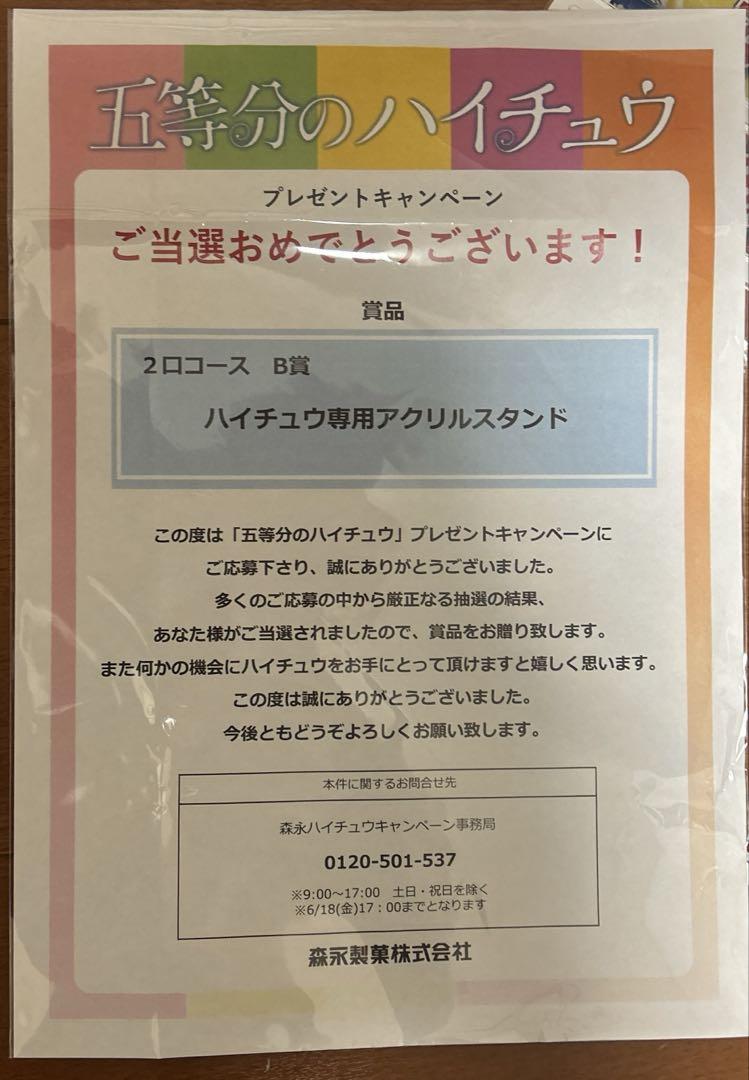 五等分のハイチュウ
プレゼントキャンペーン
ご当選おめでとうございます！
賞品
２口コース　B賞
ハイチュウ専用アクリルスタンド
この度は「五等分のハイチュウ」プレゼントキャンペーンに
ご応募下さり、誠にありがとうございました。
多くのご応募の中から厳正なる抽選の結果、
あなた様がご当選されましたので、賞品をお贈り致します。
また何かの機会にハイチュウをお手にとって頂けますと嬉しく思います。
この度は誠にありがとうございました。
今後ともどうぞよろしくお願い致します。
本件に関するお問合せ先
森永ハイチュウキャンペーン事務局
0120-501-537
※9:00～17:00　土日・祝日を除く
※6/18(金)17：00までとなります
森永製菓株式会社